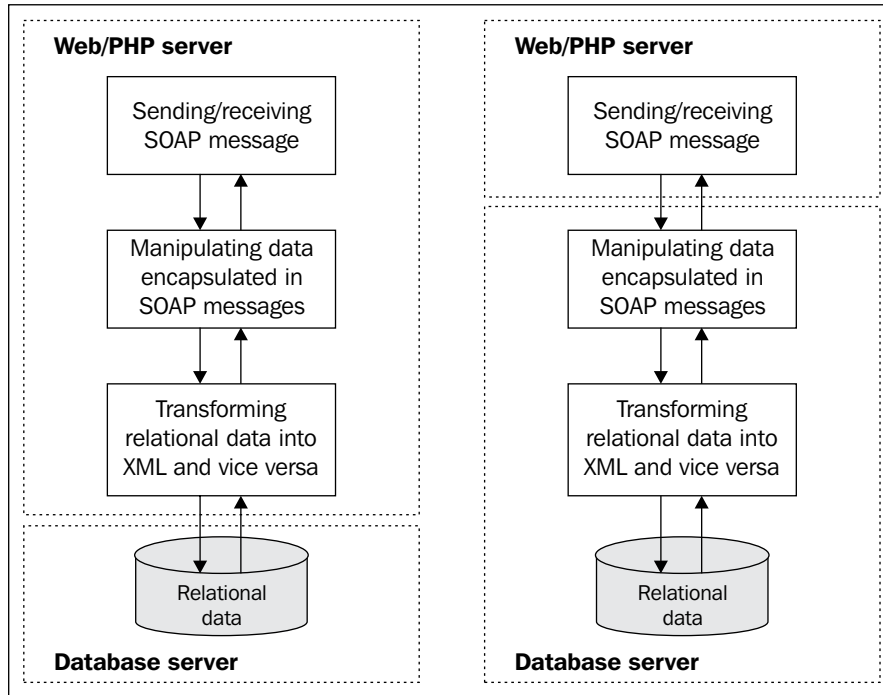 Web/PHP server
Sending/receiving
SOAP message
Manipulating data
encapsulated in
SOAP messages
Transforming
relational data into
XML and vice versa
Relational
data
Database server
Web/PHP server
Sending/receiving
SOAP message
Manipulating data
encapsulated in
SOAP messages
Transforming
relational data into
XML and vice versa
Relational
data
Database server